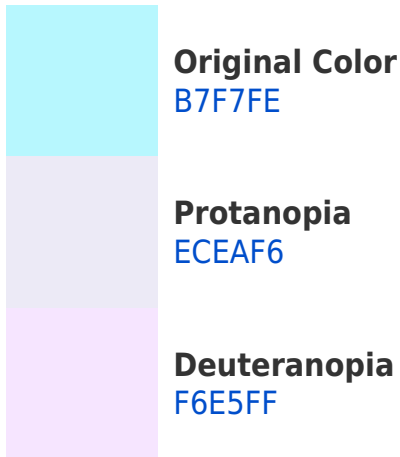 Original Color
B7F7FE
Protanopia
ECEAF6
Deuteranopia
F6E5FF